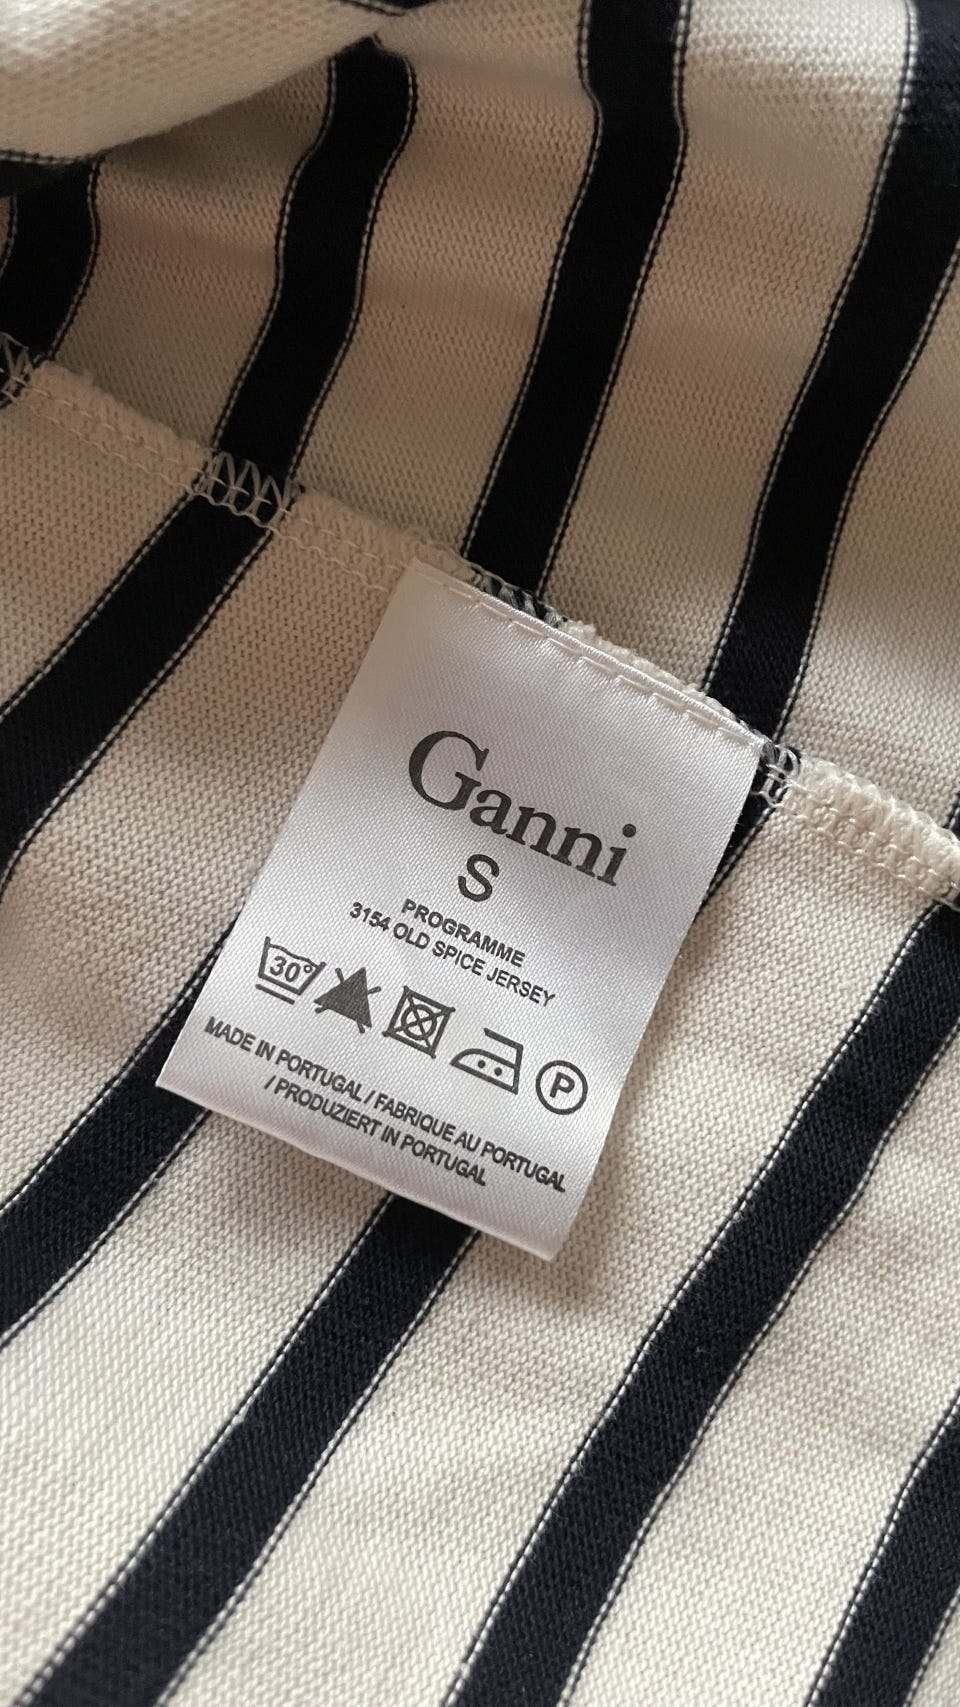 Ganni
S
PROGRAMME
3154 OLD SPICE JERSEY
30° P
MADE IN PORTUGAL / FABRIQUE AU PORTUGAL
/ PRODUZIERT IN PORTUGAL